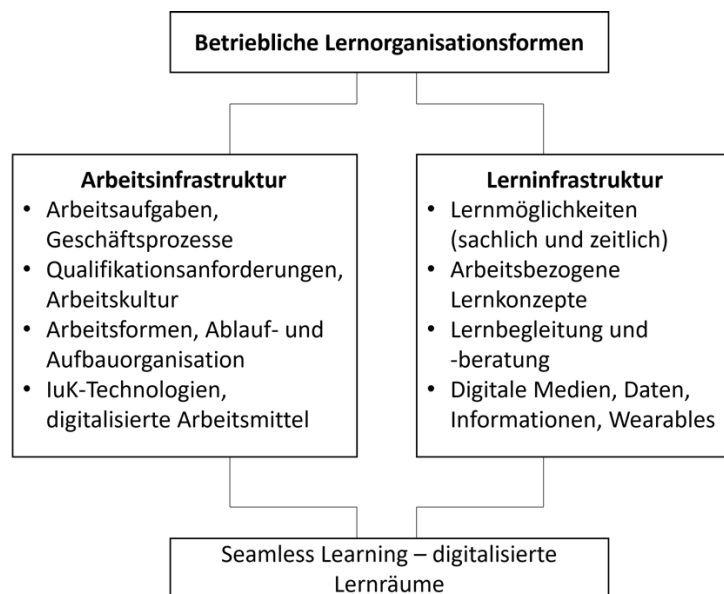 Betriebliche Lernorganisationsformen
Arbeitsinfrastruktur
• Arbeitsaufgaben,
Geschäftsprozesse
• Qualifikationsanforderungen,
Arbeitskultur
• Arbeitsformen, Ablauf- und
Aufbauorganisation
• IuK-Technologien,
digitalisierte Arbeitsmittel
Lerninfrastruktur
• Lernmöglichkeiten
(sachlich und zeitlich)
• Arbeitsbezogene
Lernkonzepte
• Lernbegleitung und
-beratung
• Digitale Medien, Daten,
Informationen, Wearables
Seamless Learning – digitalisierte
Lernräume